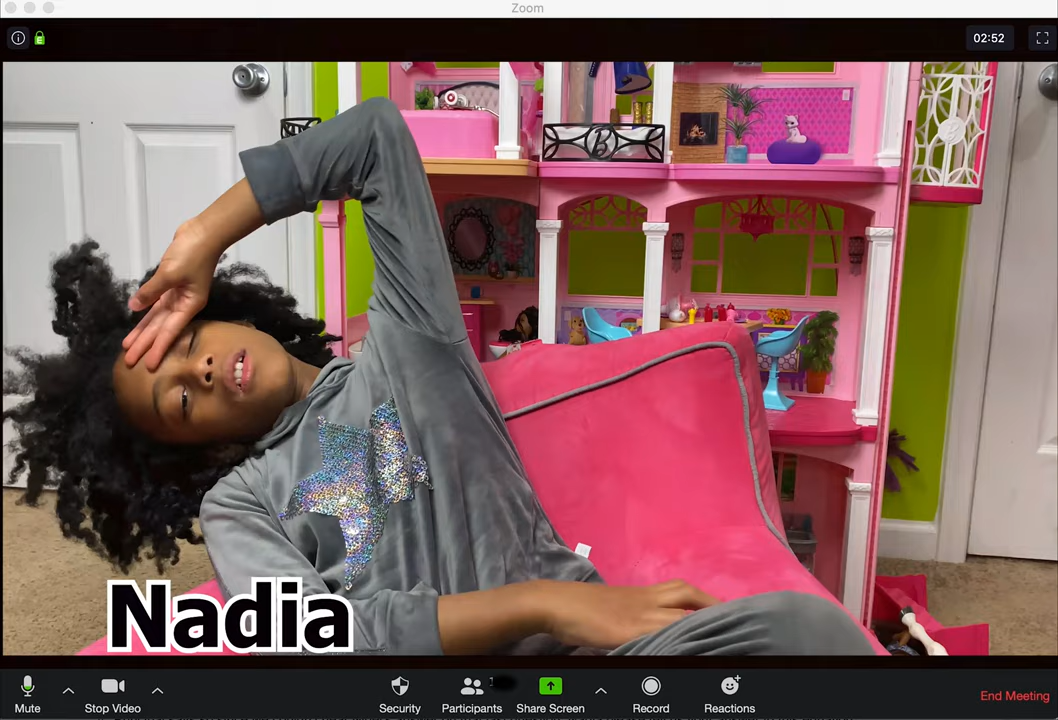 Zoom
02:52
Nadia
Mute
Stop Video
Security
Participants
Share Screen
Record
Reactions
End Meeting